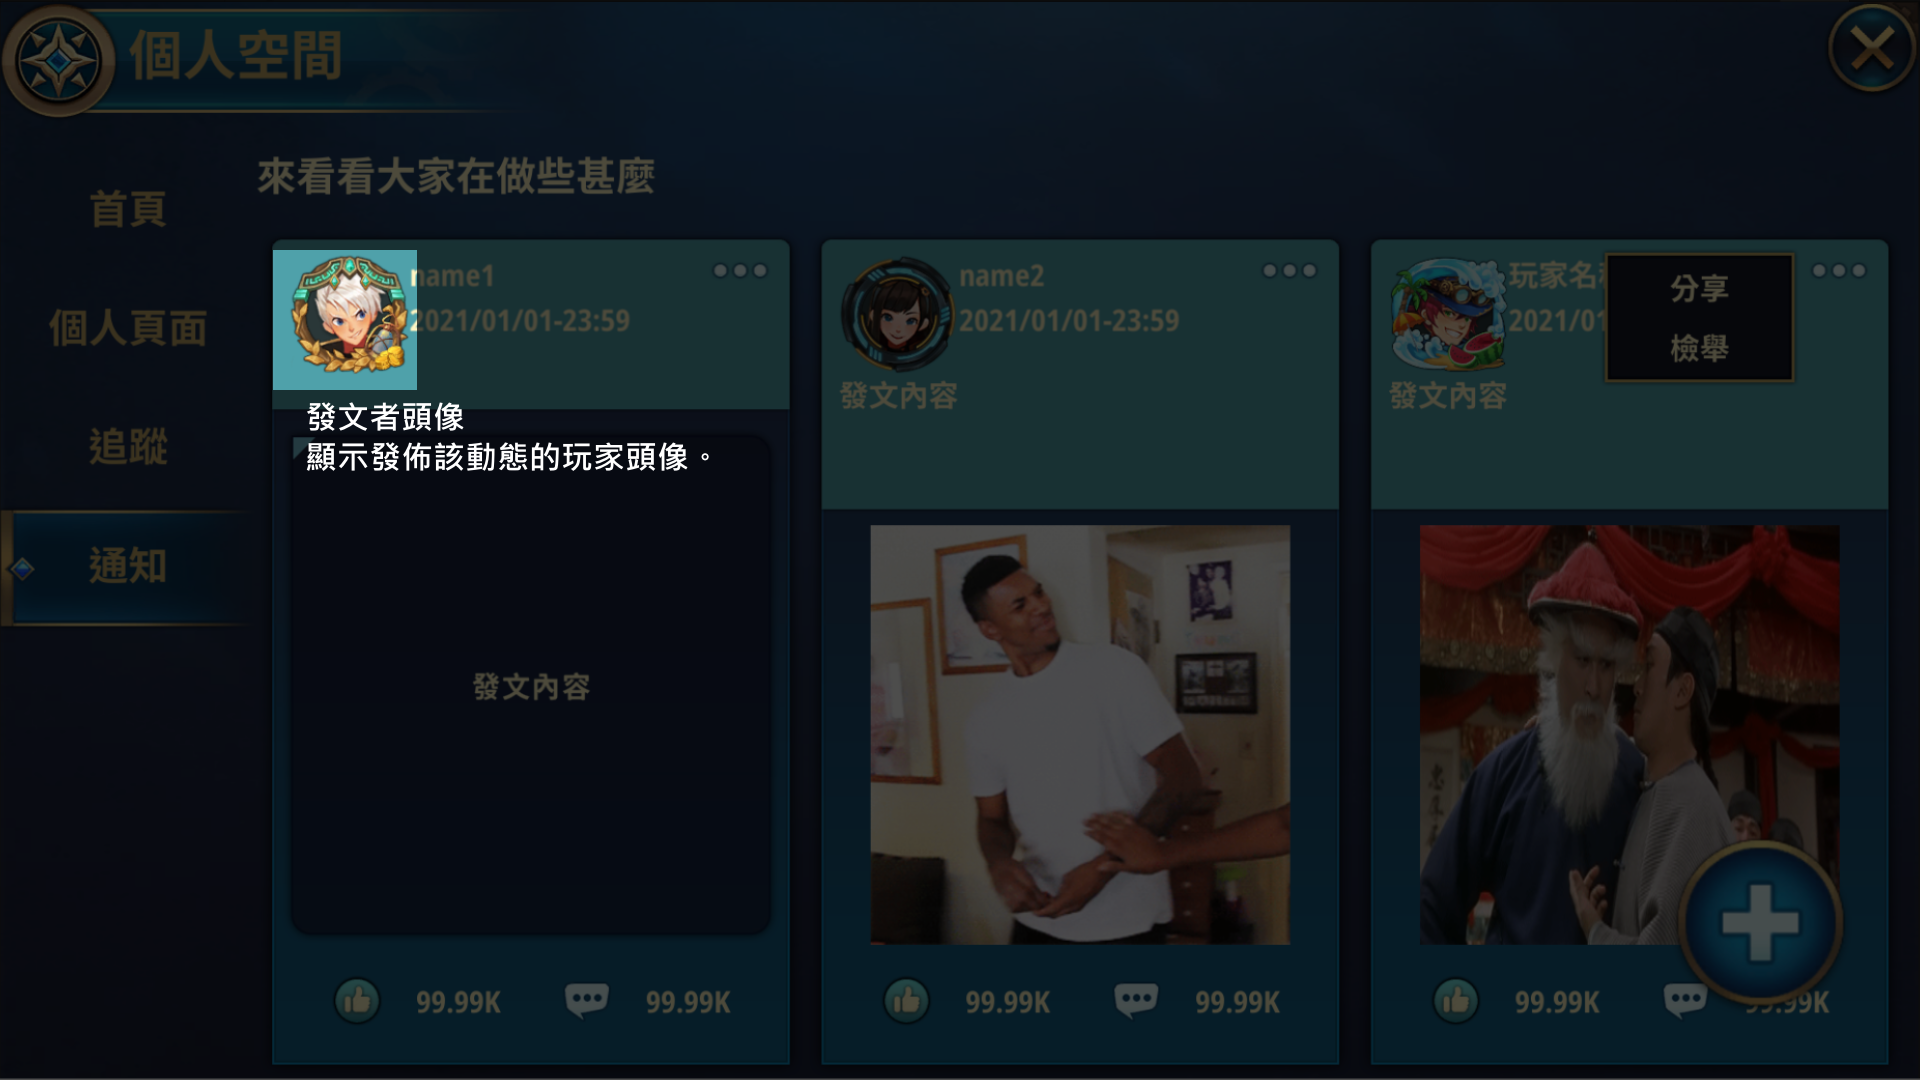 個人空間
來看看大家在做些甚麼
首頁
個人頁面
追蹤
通知
name1
2021/01/01-23:59
發文者頭像
顯示發佈該動態的玩家頭像。
發文內容
99.99K
99.99K
name2
2021/01/01-23:59
發文內容
99.99K
99.99K
玩家名
2021/01
分享
檢舉
發文內容
99.99K
99.99K